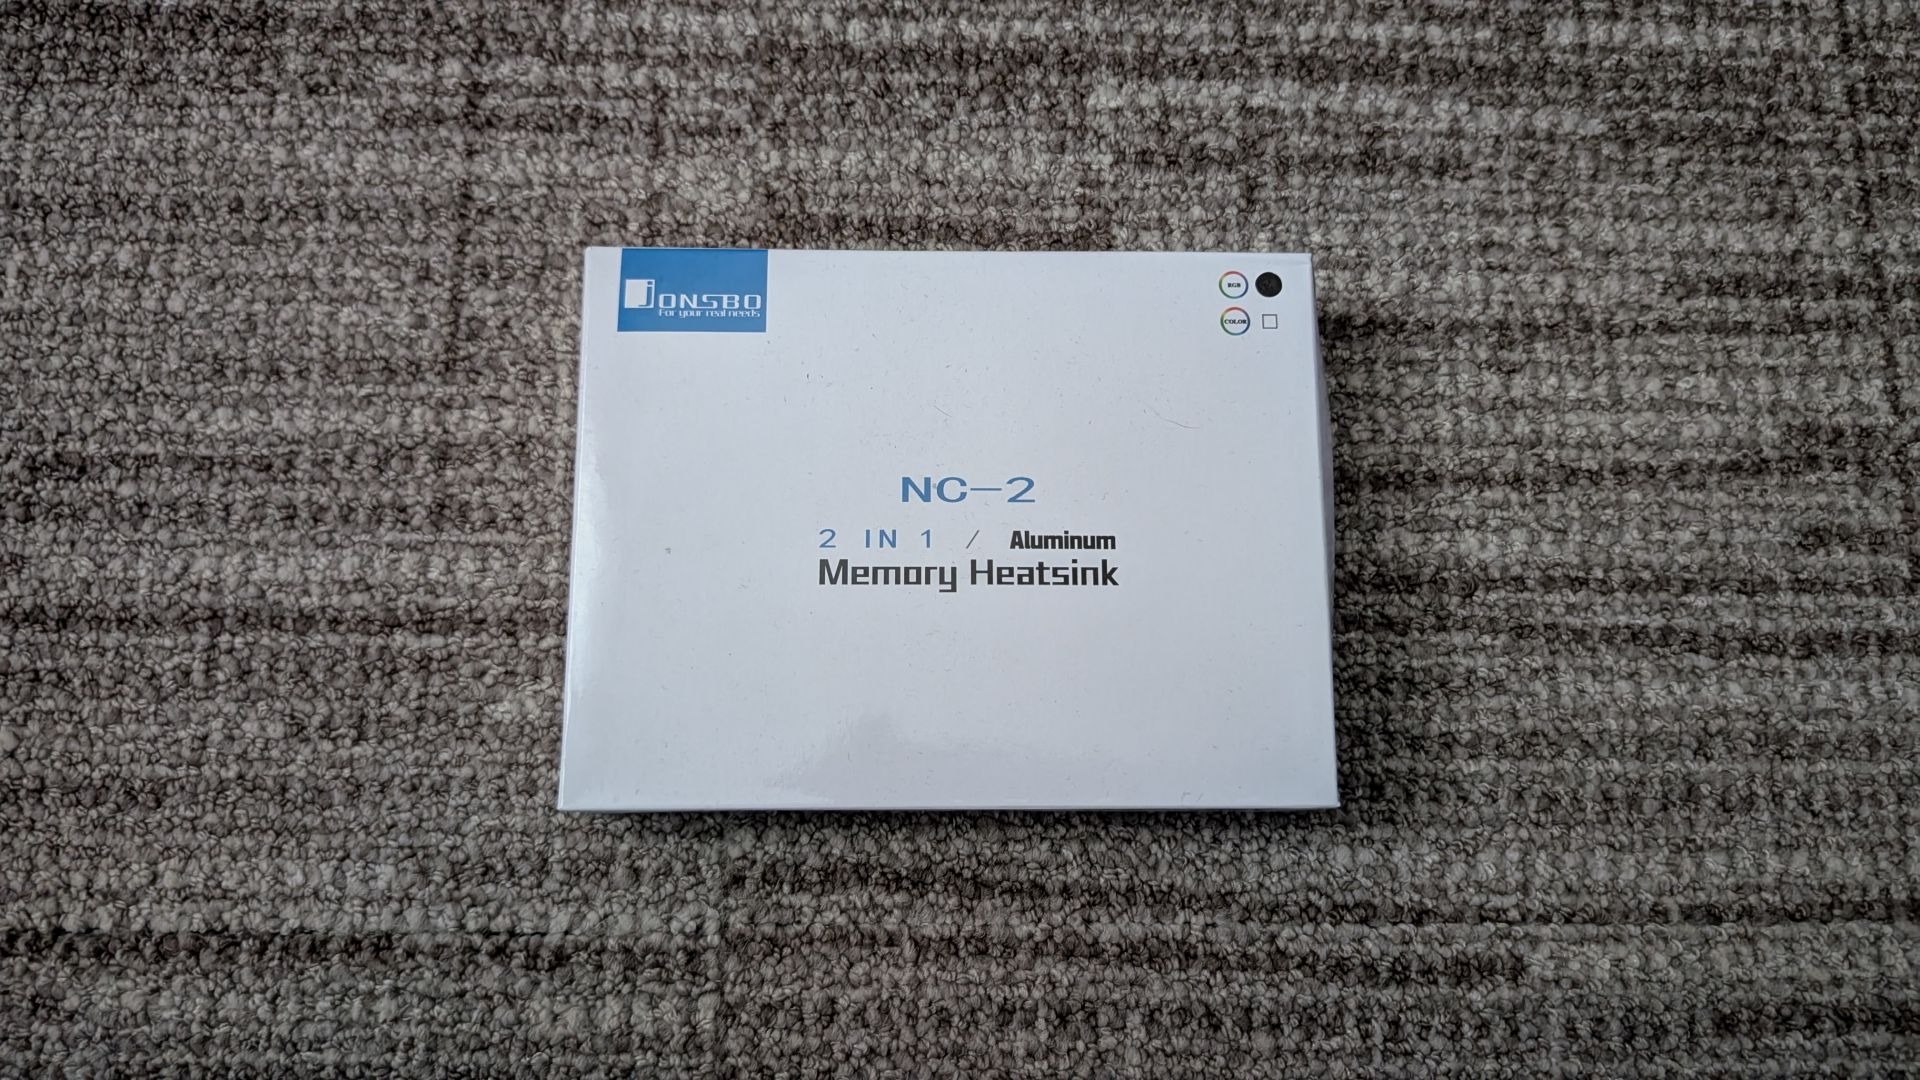 JONSBO
For your real needs
RGB
COLOR
NC-2
2 IN 1 / Aluminum
Memory Heatsink